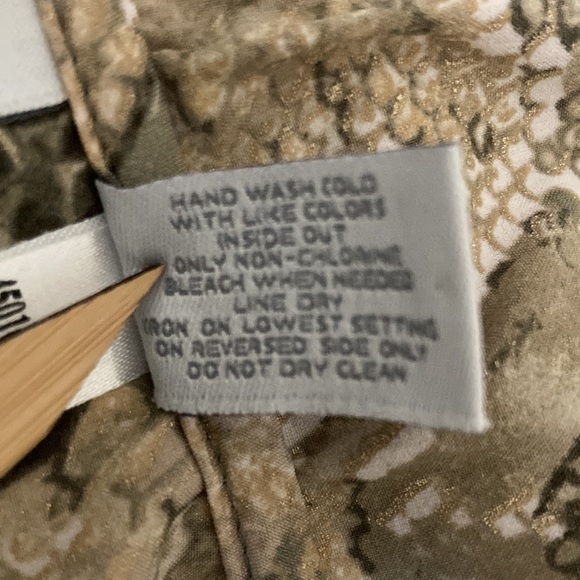 HAND WASH COLD
WITH LIKE COLORS
INSIDE OUT
ONLY NON-CHLORINE
BLEACH WHEN NEEDED
LINE DRY
IRON ON LOWEST SETTING
ON REVERSED SIDE ONLY
DO NOT DRY CLEAN